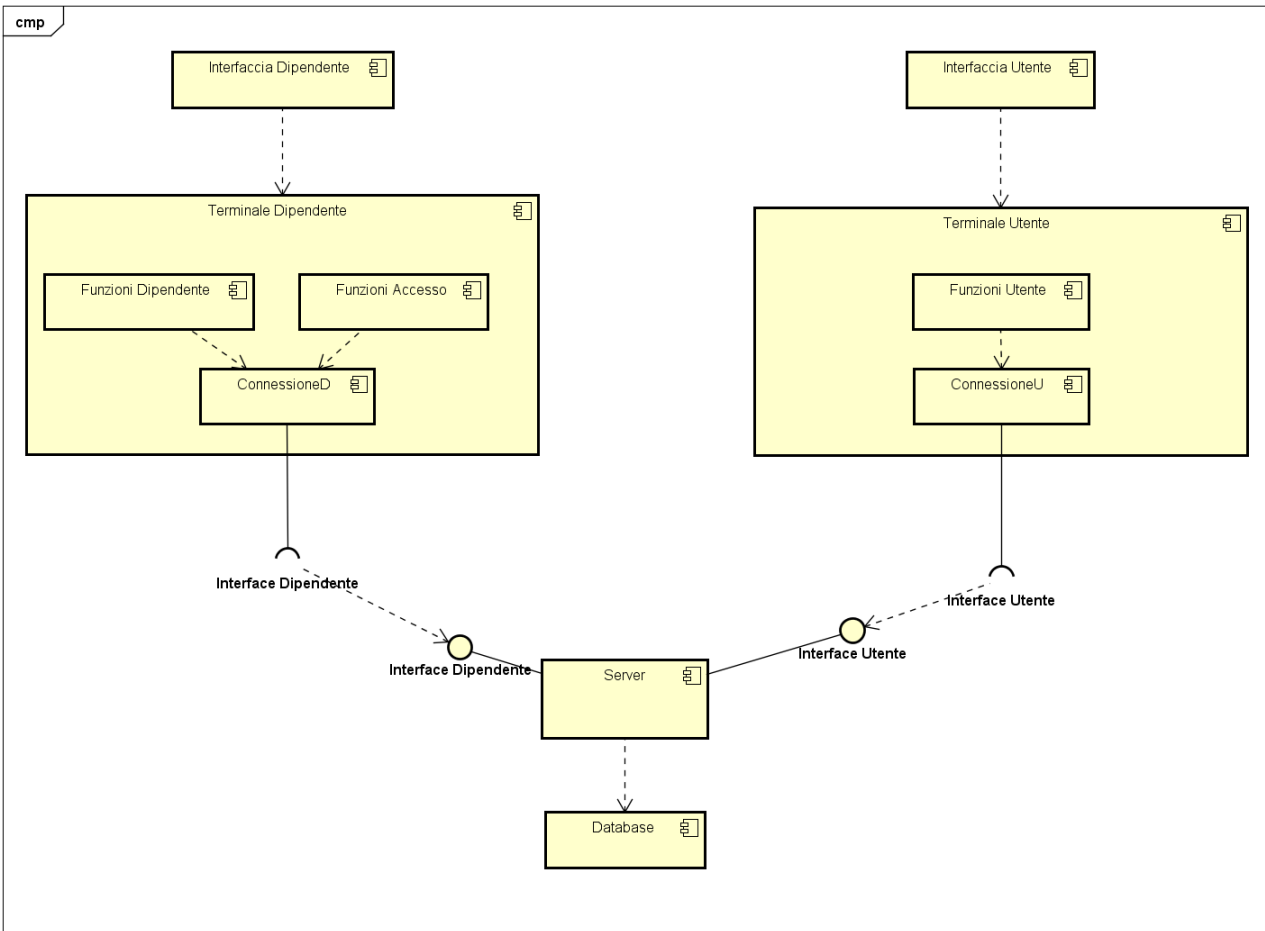 cmp
Interfaccia Dipendente
Interfaccia Utente
Terminale Dipendente
Terminale Utente
Funzioni Dipendente
Funzioni Accesso
Funzioni Utente
ConnessioneD
ConnessioneU
Interface Dipendente
Interface Utente
Interface Dipendente
Interface Utente
Server
Database